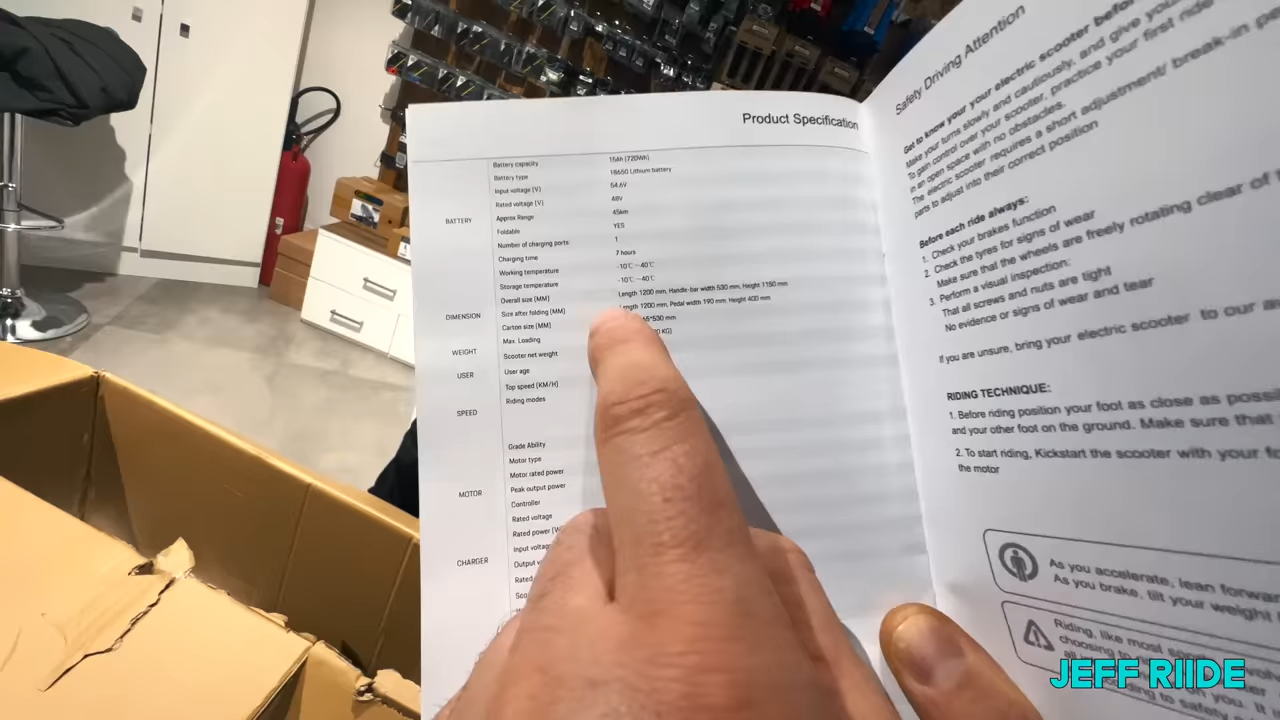 Product Specification
Battery capacity 15Ah (720Wh)
Battery type 18650 Lithium battery
Input voltage (V) 54.6V
Rated voltage (V) 48V
BATTERY
Approx Range 45km
Foldable YES
Number of charging ports 1
Charging time 7 hours
Working temperature -10℃ ~40℃
Storage temperature -10℃ ~40℃
Overall size (MM) Length 1200 mm, Handle-bar width 530 mm, Height 1150 mm
DIMENSION
Size after folding (MM) Length 1200 mm, Pedal width 190 mm, Height 400 mm
Carton size (MM) 530 mm
Max. Loading KG)
WEIGHT
Scooter net weight
USER
User age
Top speed (KM/H)
Riding modes
SPEED
Grade Ability
Motor type
Motor rated power
MOTOR
Peak output power
Controller
Rated voltage
Rated power
Input
CHARGER
Output
Rated
Safety Driving Attention
Get to know your your electric scooter
Make your turns slowly and cautiously, and give
To gain control over your scooter, practice your first ride
in an open space with no obstacles.
The electric scooter requires a short adjustment/ break-in
parts to adjust into their correct position
Before each ride always:
1. Check your brakes function
2. Check the tyres for signs of wear
Make sure that the wheels are freely rotating clear of
3. Perform a visual inspection:
That all screws and nuts are tight
No evidence or signs of wear and tear
If you are unsure, bring your electric scooter to our
RIDING TECHNIQUE:
1. Before riding position your foot as close as
and your other foot on the ground. Make sure that
2. To start riding, Kickstart the scooter with your
the motor
As you accelerate, lean
As you brake, tilt your weight
Riding, like most
choosing to
JEFF RIIDE